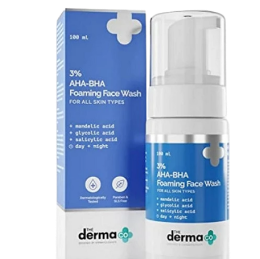 100 mL
3%
AHA-BHA
Foaming Face Wash
FOR ALL SKIN TYPES
+ mandelic acid
+ glycolic acid
+ salicylic acid
day + night
Dermatologically
Tested
THE
derma
co
100 ml
3%
AHA-BHA
Foaming Face Wash
FOR ALL SKIN TYPES
+ mandelic acid
+ glycolic acid
+ salicylic acid
day + night
THE
derma
co